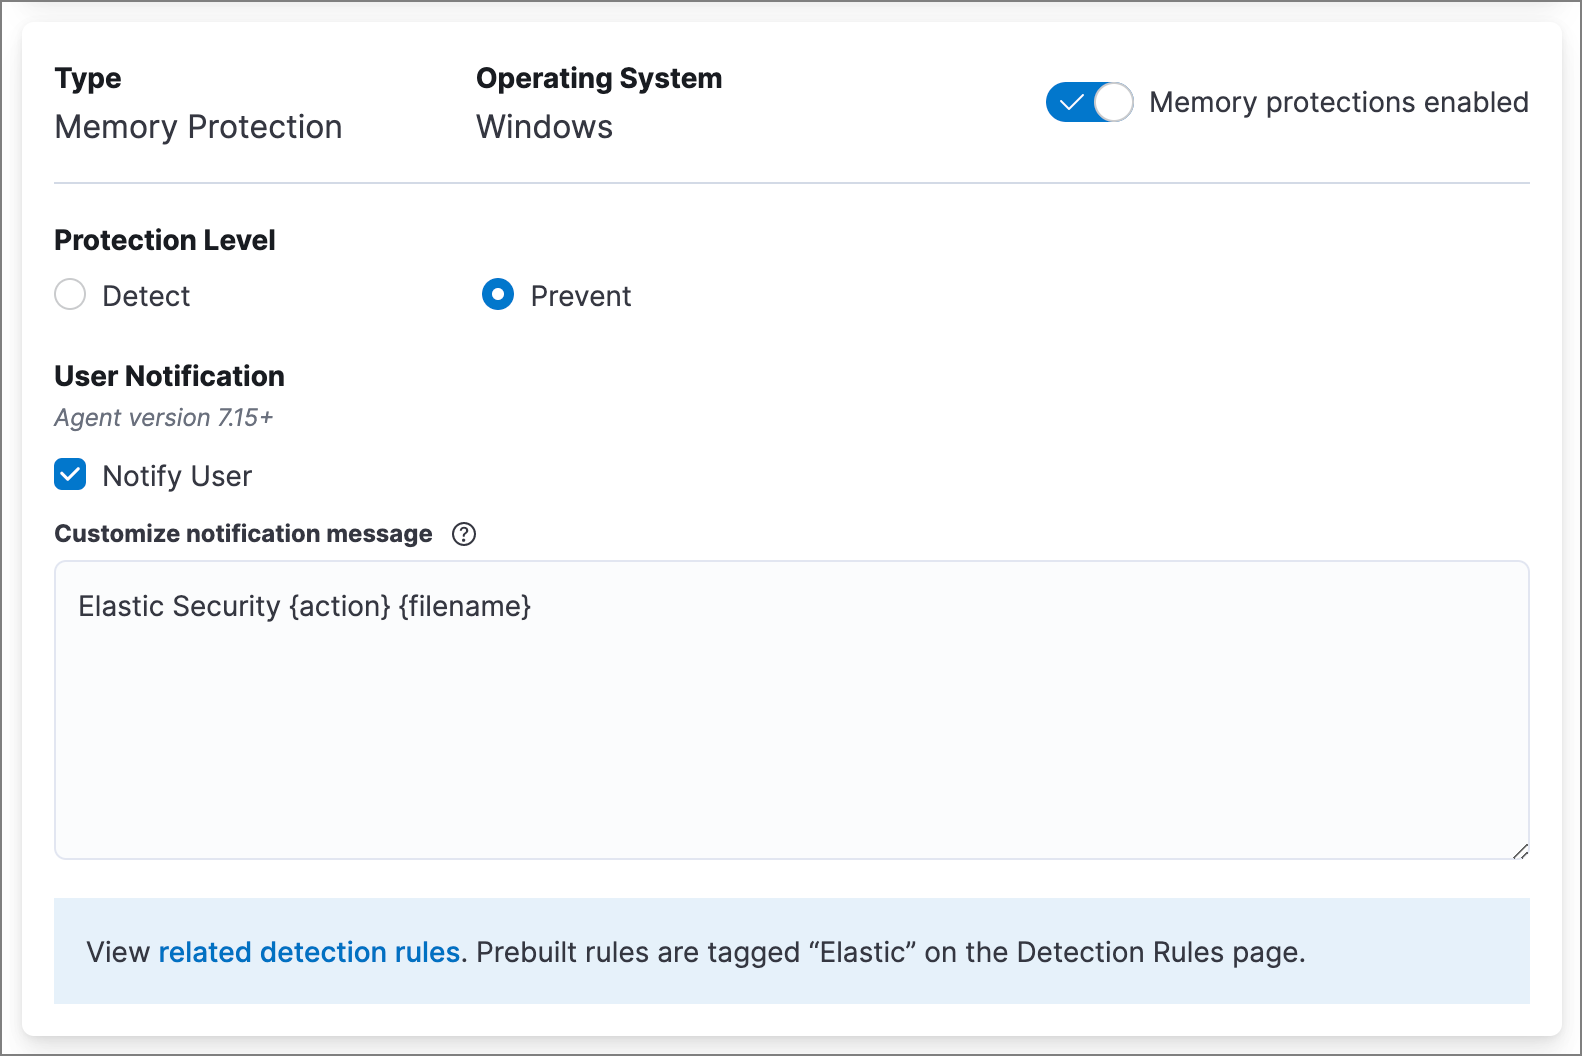 Type
Memory Protection
Operating System
Windows
Memory protections enabled
Protection Level
Detect
Prevent
User Notification
Agent version 7.15+
Notify User
Customize notification message
Elastic Security {action} {filename}
View related detection rules. Prebuilt rules are tagged “Elastic” on the Detection Rules page.